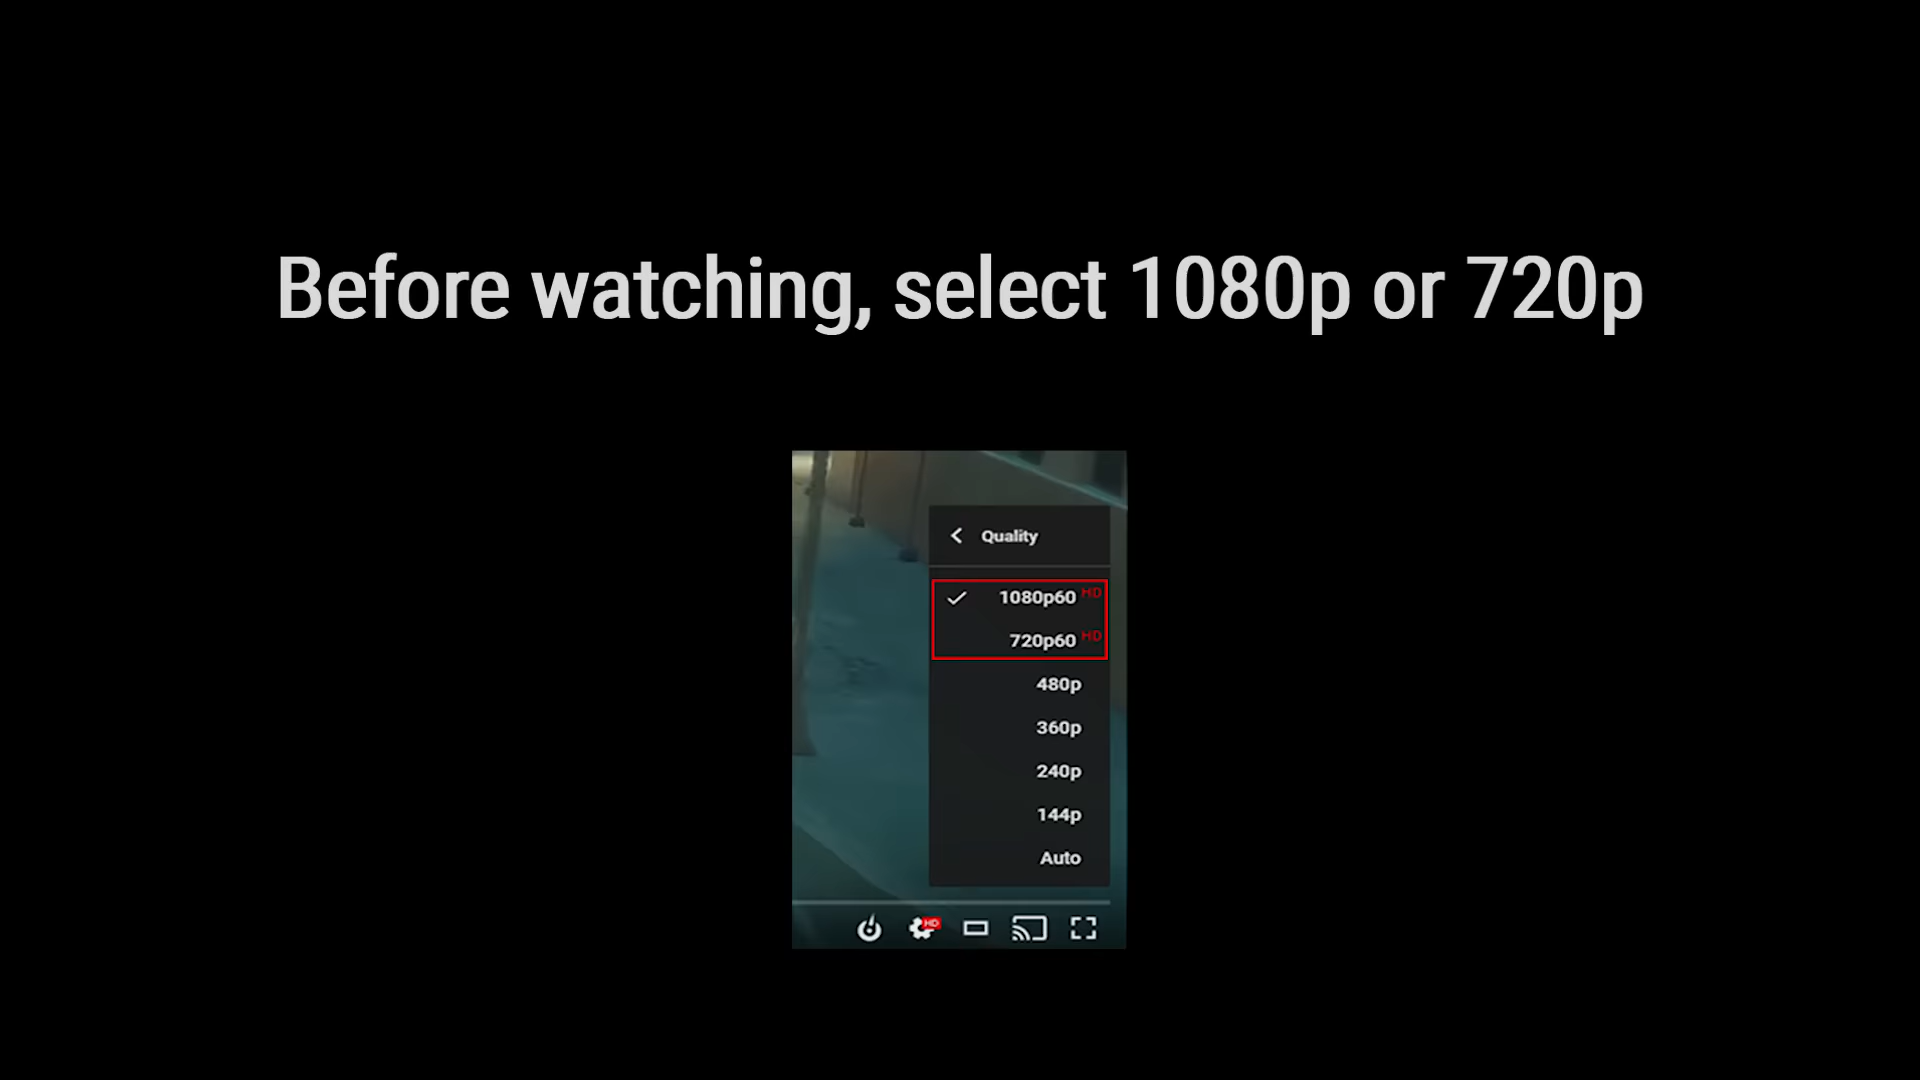 Before watching, select 1080p or 720p
Quality
1080p60 HD
720p60 HD
480p
360p
240p
144p
Auto
HD